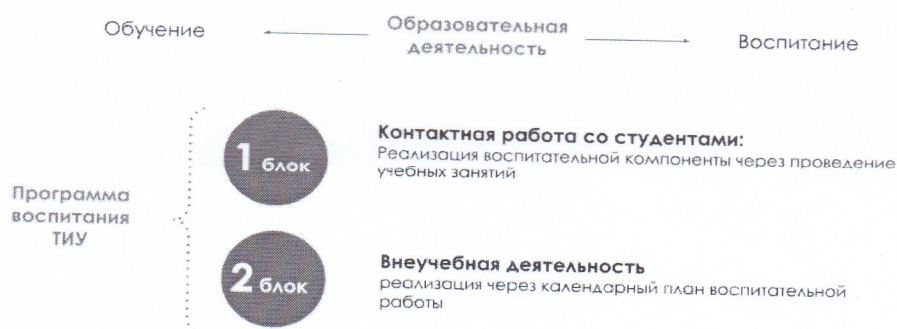 Обучение
Образовательная
деятельность
Воспитание
Программа
воспитания
ТИУ
1 блок
Контактная работа со студентами:
Реализация воспитательной компоненты через проведение
учебных занятий
2 блок
Внеучебная деятельность
реализация через календарный план воспитательной
работы